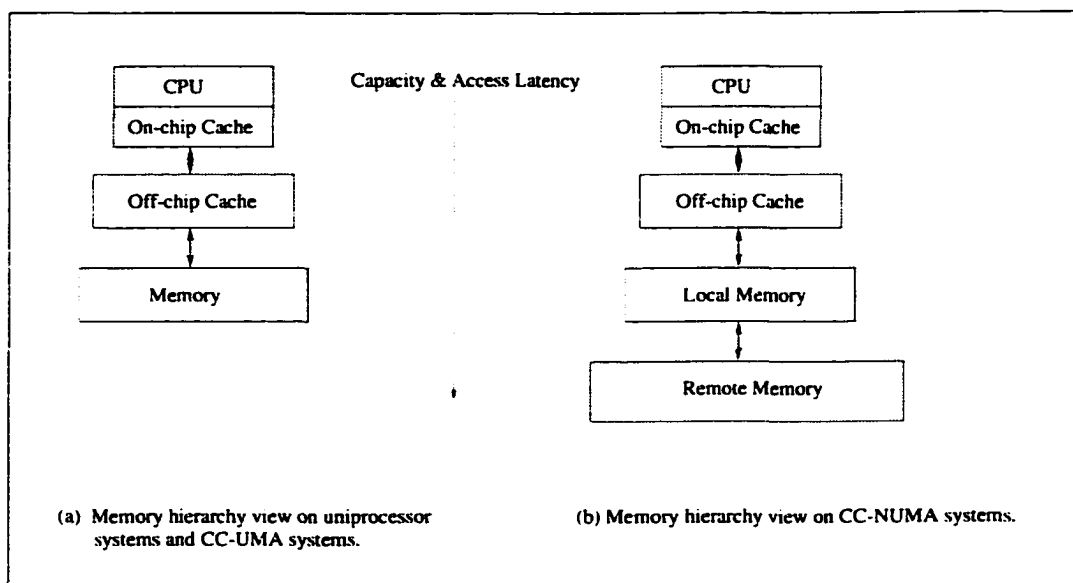 CPU
On-chip Cache
Off-chip Cache
Memory
Capacity & Access Latency
CPU
On-chip Cache
Off-chip Cache
Local Memory
Remote Memory
(a) Memory hierarchy view on uniprocessor
systems and CC-UMA systems.
(b) Memory hierarchy view on CC-NUMA systems.